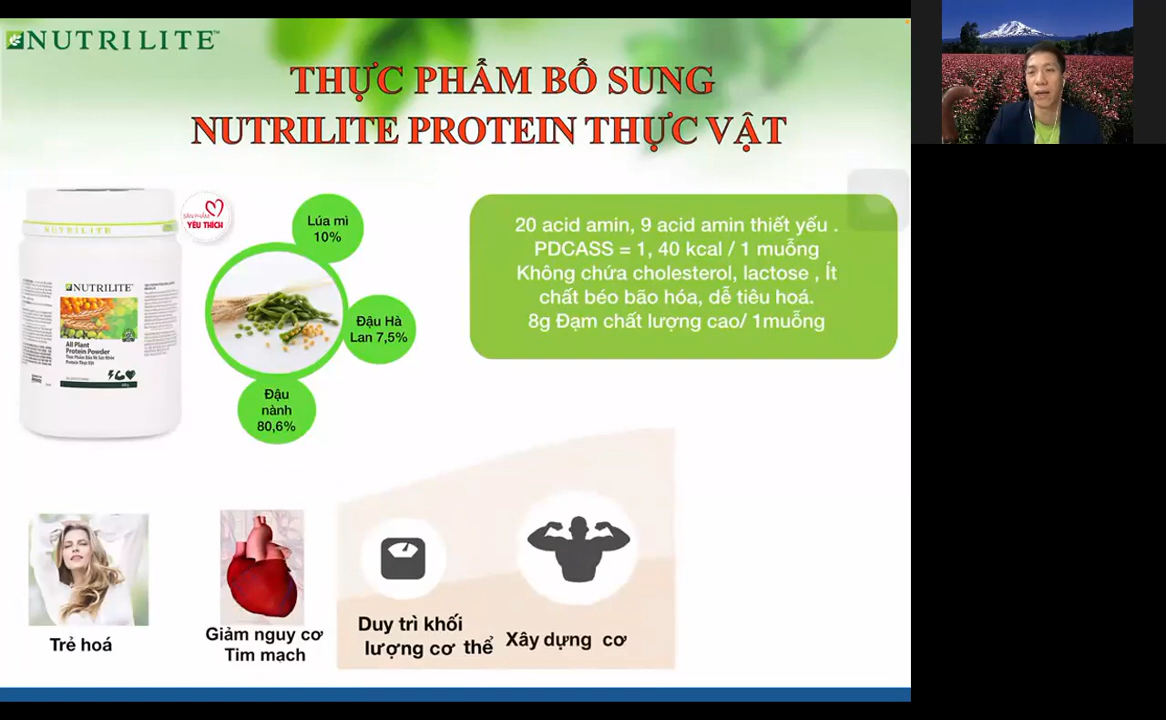 NUTRILITE™
THỰC PHẨM BỔ SUNG
NUTRILITE PROTEIN THỰC VẬT
SẢN PHẨM
YÊU THÍCH
NUTRILITE
NUTRILITE
All Plant
Protein Powder
Lúa mì
10%
Đậu Hà
Lan 7,5%
Đậu
nành
80,6%
20 acid amin, 9 acid amin thiết yếu .
PDCASS = 1, 40 kcal / 1 muỗng
Không chứa cholesterol, lactose , Ít
chất béo bão hóa, dễ tiêu hoá.
8g Đạm chất lượng cao/ 1muỗng
Trẻ hoá
Giảm nguy cơ
Tim mạch
Duy trì khối
lượng cơ thể
Xây dựng cơ